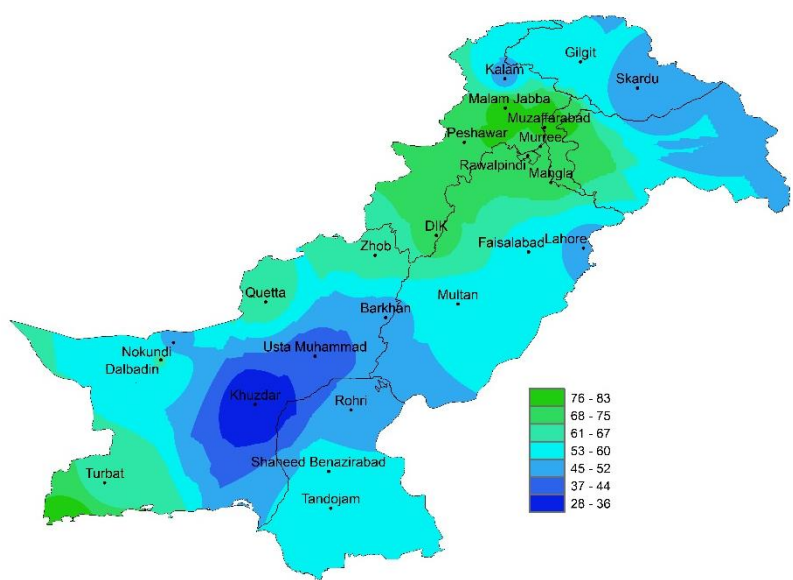 Gilgit
Kalam
Skardu
Malam Jabba
Muzaffarabad
Peshawar
Murree
Rawalpindi
Mangla
DIK
Zhob
Faisalabad
Lahore
Quetta
Multan
Barkhan
Nokundi
Usta Muhammad
Dalbadin
Khuzdar
Rohri
76 - 83
68 - 75
61 - 67
53 - 60
45 - 52
37 - 44
28 - 36
Turbat
Shaheed Benazirabad
Tandojam